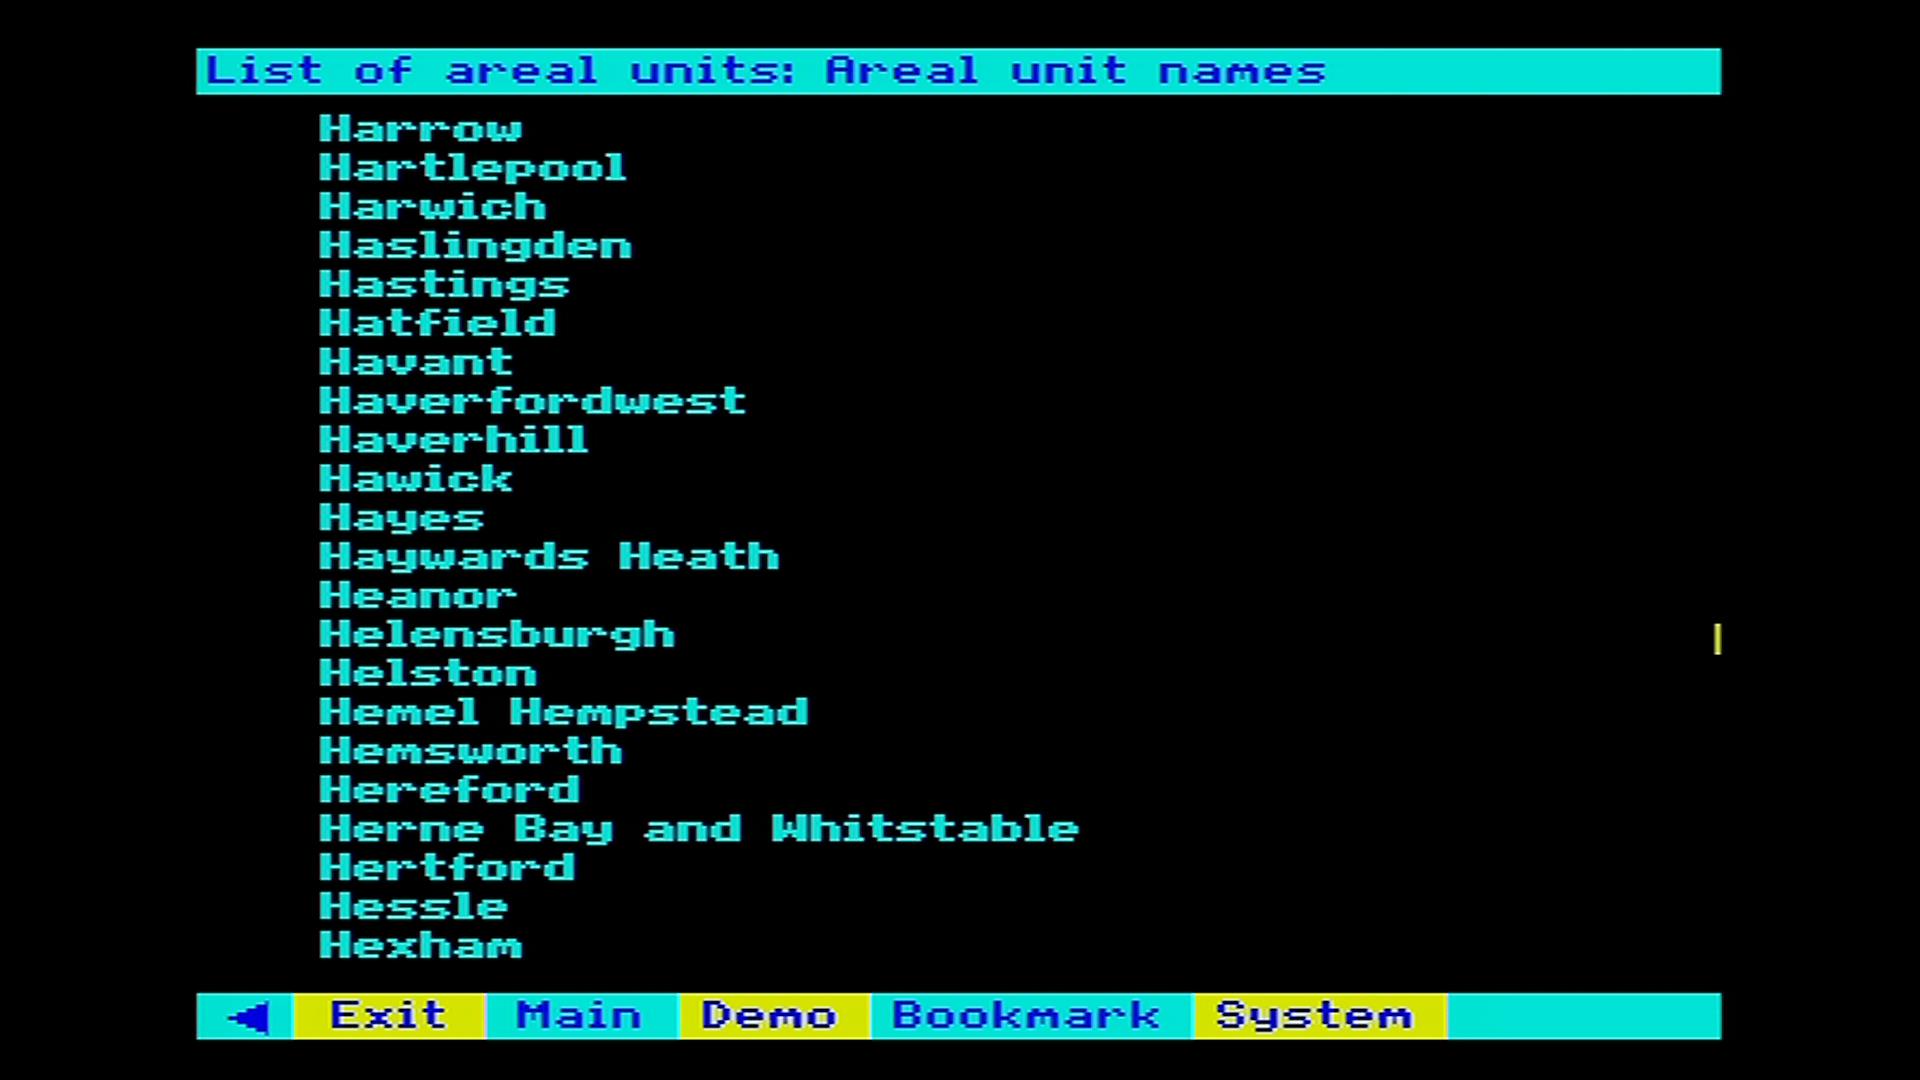 List of areal units: Areal unit names
Harrow
Hartlepool
Harwich
Haslingden
Hastings
Hatfield
Havant
Haverfordwest
Haverhill
Hawick
Hayes
Haywards Heath
Heanor
Helensburgh
Helston
Hemel Hempstead
Hemsworth
Hereford
Herne Bay and Whitstable
Hertford
Hessle
Hexham
Exit Main Demo Bookmark System